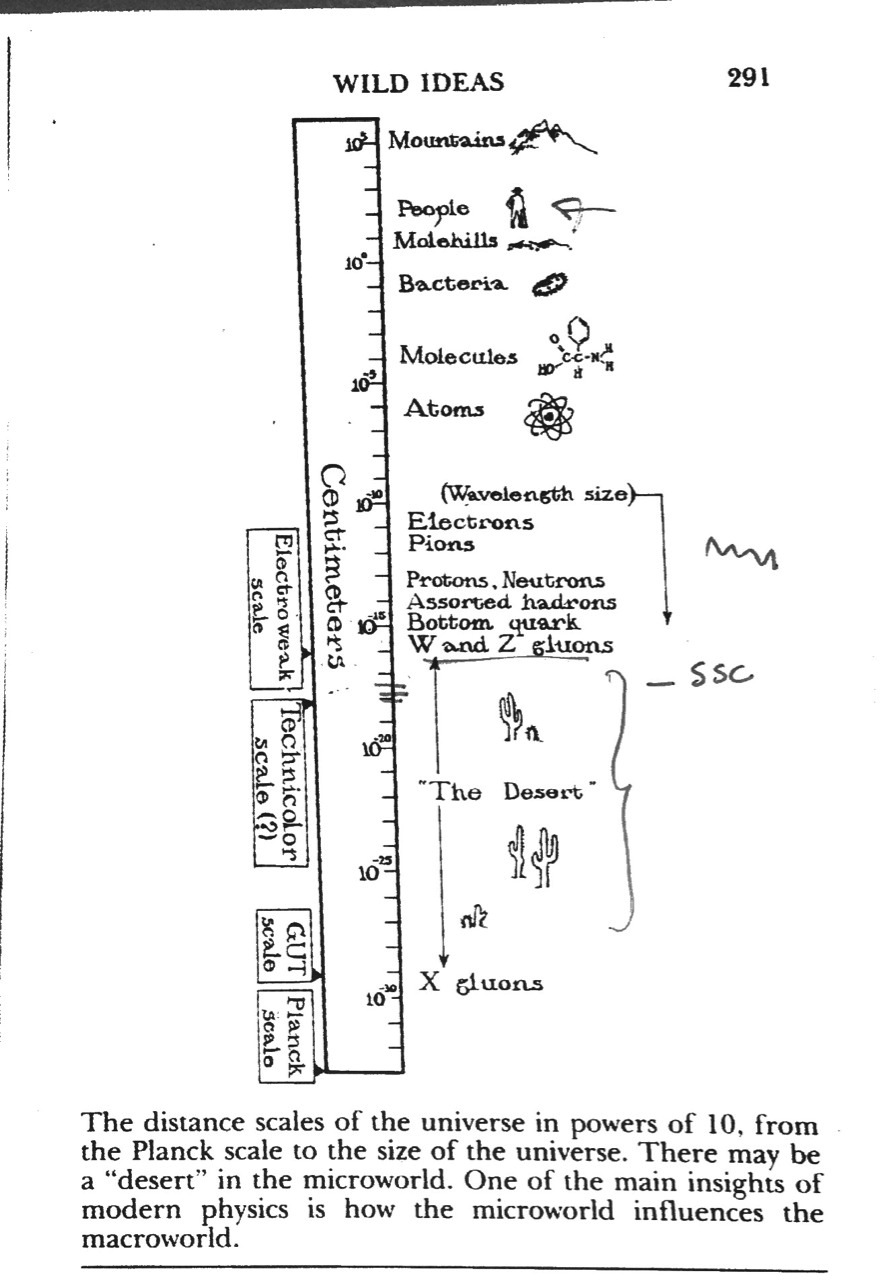 WILD IDEAS
291
10⁵
Mountains
People
Molehills
10⁰
Bacteria
Molecules
O
C-C-N
H
H
HO
H
10⁻⁵
Atoms
Centimeters
(Wavelength size)
10⁻¹⁰
Electrons
Pions
Protons, Neutrons
Assorted hadrons
10⁻¹⁵
Bottom quark
W and Z gluons
Electroweak
scale
SSC
Technicolor
scale (?)
10⁻²⁰
"The Desert"
10⁻²⁵
GUT
scale
X gluons
10⁻³⁰
Planck
scale
The distance scales of the universe in powers of 10, from
the Planck scale to the size of the universe. There may be
a “desert” in the microworld. One of the main insights of
modern physics is how the microworld influences the
macroworld.